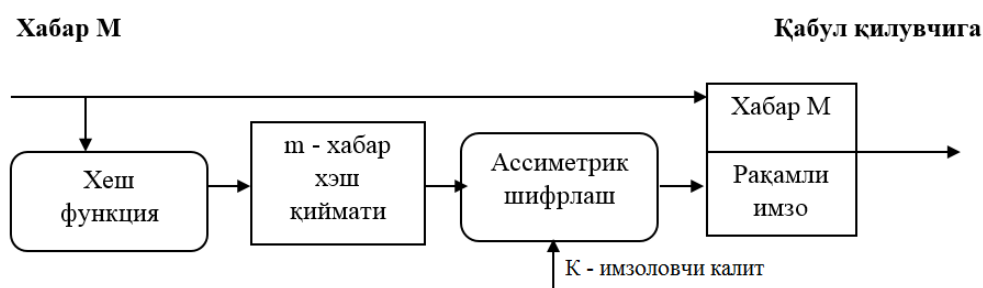 Хабар М
Қабул қилувчига
Хеш
функция
m - хабар
хэш
қиймати
Ассиметрик
шифрлаш
Хабар М
Рақамли
имзо
К - имзоловчи калит